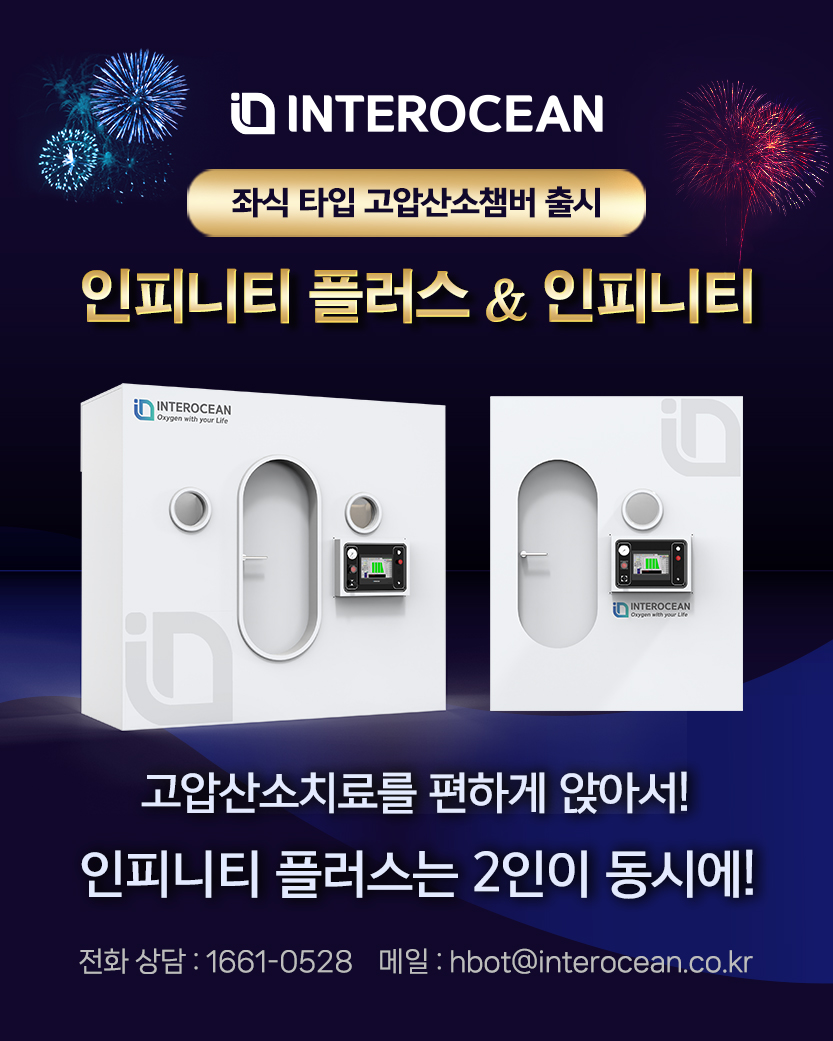 INTEROCEAN
좌식 타입 고압산소챔버 출시
인피니티 플러스 & 인피니티
INTEROCEAN
Oxygen with your Life
INTEROCEAN
Oxygen with your Life
고압산소치료를 편하게 앉아서!
인피니티 플러스는 2인이 동시에!
전화 상담 : 1661-0528 메일 : hbot@interocean.co.kr